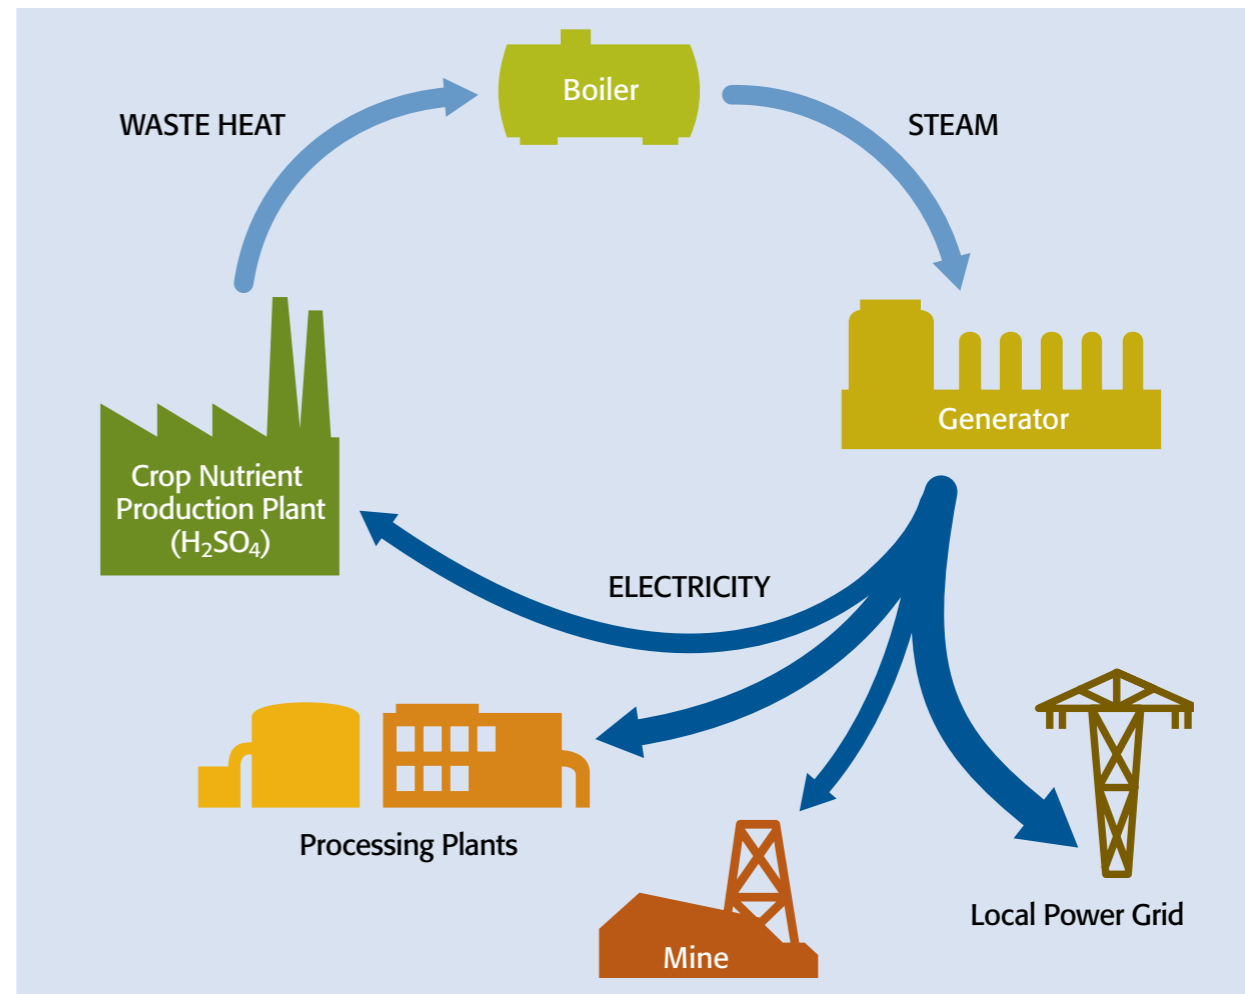 Boiler
WASTE HEAT
STEAM
Generator
Crop Nutrient
Production Plant
(H₂SO₄)
ELECTRICITY
Processing Plants
Local Power Grid
Mine